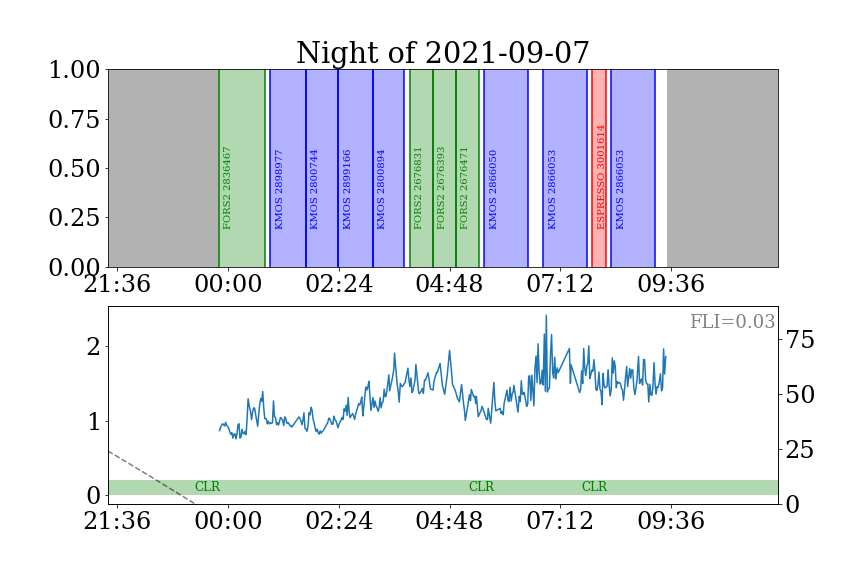 Night of 2021-09-07
1.00
0.75
0.50
0.25
0.00
FORS2 2836467
KMOS 2898977
KMOS 2800744
KMOS 2899166
KMOS 2800894
FORS2 2676831
FORS2 2676393
FORS2 2676471
KMOS 2866050
KMOS 2866053
ESPRESSO 3001614
KMOS 2866053
21:36 00:00 02:24 04:48 07:12 09:36
FLI=0.03
2
1
0
75
50
25
0
CLR CLR CLR
21:36 00:00 02:24 04:48 07:12 09:36